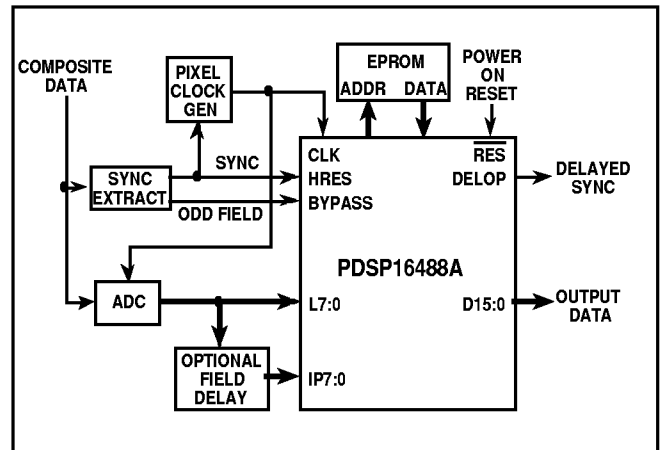 COMPOSITE
DATA
PIXEL
CLOCK
GEN
EPROM
ADDR DATA
POWER
ON
RESET
SYNC
EXTRACT
SYNC
ODD FIELD
CLK
HRES
BYPASS
RES
DELOP
DELAYED
SYNC
PDSP16488A
ADC
L7:0
D15:0
OUTPUT
DATA
OPTIONAL
FIELD
DELAY
IP7:0